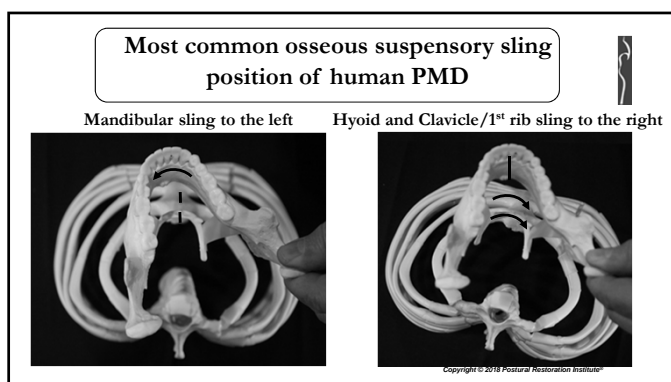 Most common osseous suspensory sling
position of human PMD
Mandibular sling to the left
Hyoid and Clavicle/1st rib sling to the right
Copyright © 2018 Postural Restoration Institute®